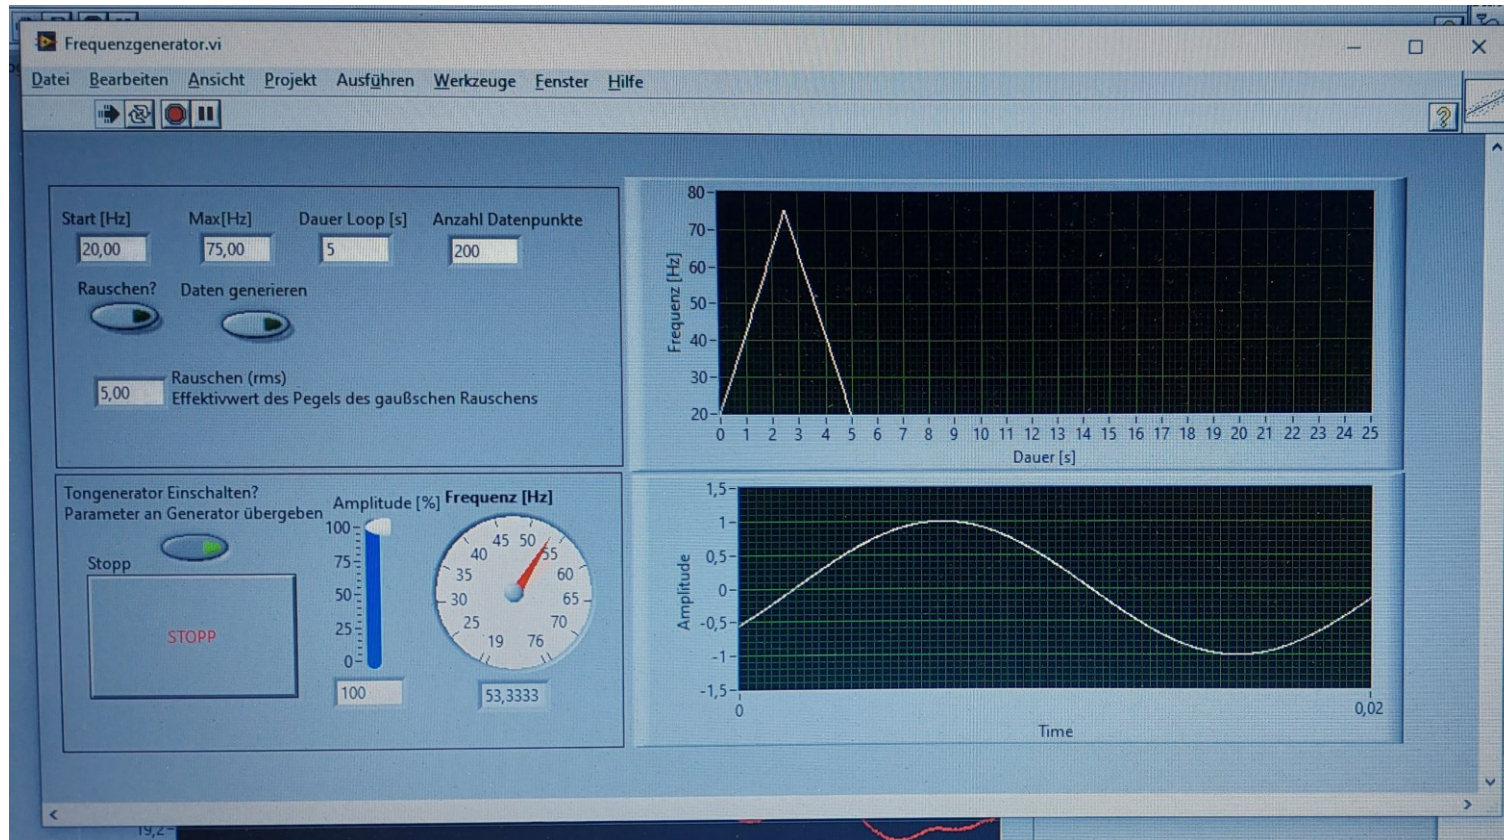 Frequenzgenerator.vi
Datei Bearbeiten Ansicht Projekt Ausführen Werkzeuge Fenster Hilfe
Start [Hz] Max[Hz] Dauer Loop [s] Anzahl Datenpunkte
20,00 75,00 5 200
Rauschen? Daten generieren
5,00
Rauschen (rms)
Effektivwert des Pegels des gaußschen Rauschens
80
70
60
50
40
30
20
Frequenz [Hz]
0 1 2 3 4 5 6 7 8 9 10 11 12 13 14 15 16 17 18 19 20 21 22 23 24 25
Dauer [s]
Tongenerator Einschalten?
Parameter an Generator übergeben
Stopp
STOPP
Amplitude [%]
100
75
50
25
0
100
Frequenz [Hz]
19 25 30 35 40 45 50 55 60 65 70 76
53,3333
1,5
1
0,5
0
-0,5
-1
-1,5
Amplitude
0 0,02
Time
19,2